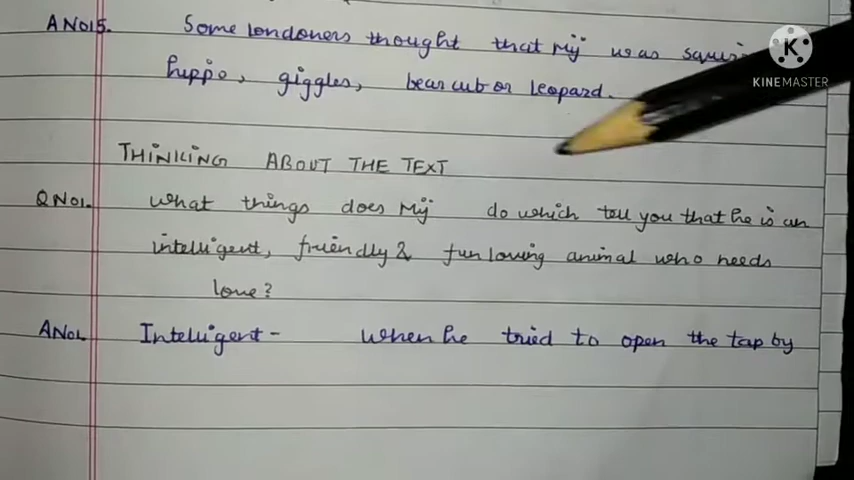 ANO15. Some londoners thought that Mij was squir
hippo, giggles, bear cub or leopard.
K
KINEMASTER
THINKING ABOUT THE TEXT
QNO1. What things does Mij do which tell you that he is an
intelligent, friendly & fun loving animal who needs
love?
ANO1. Intelligent- When he tried to open the tap by